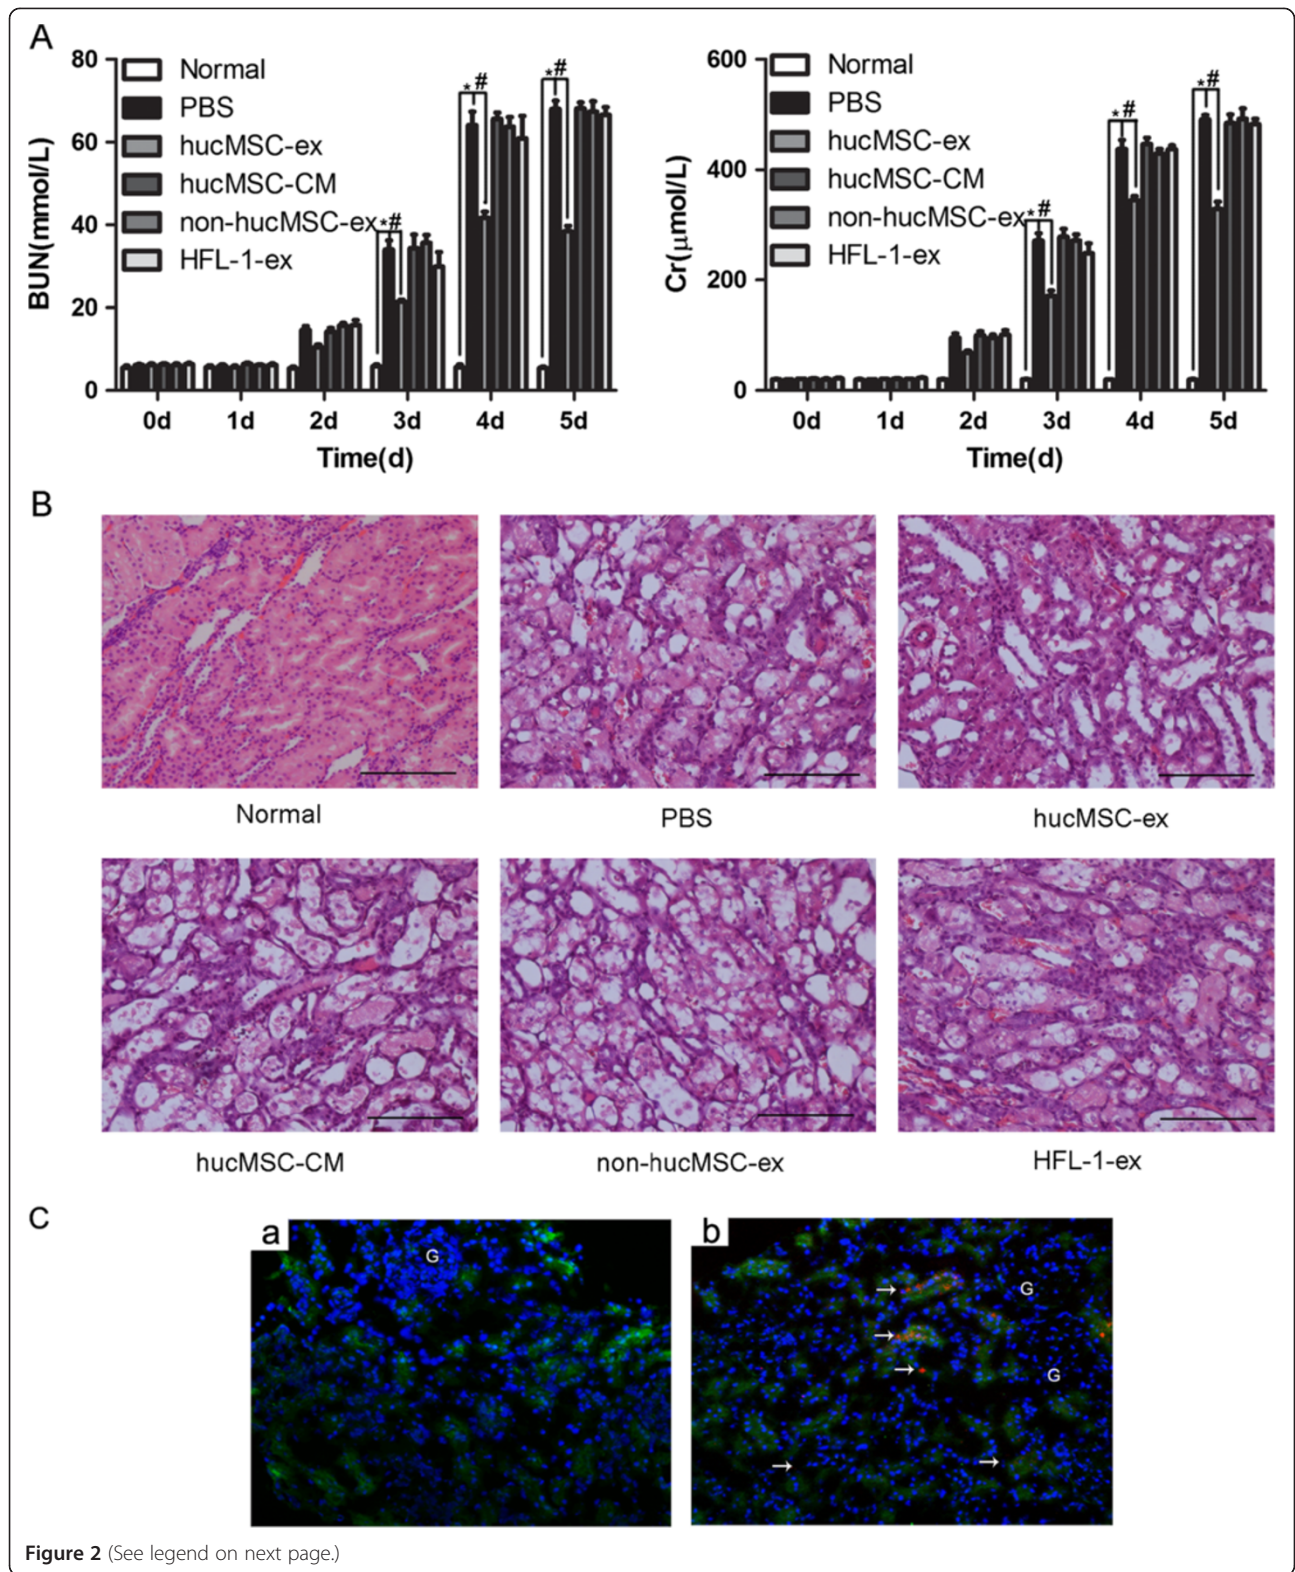 A
80
60
40
20
0
BUN(mmol/L)
Normal
PBS
hucMSC-ex
hucMSC-CM
non-hucMSC-ex
HFL-1-ex
*#
*#
*#
0d 1d 2d 3d 4d 5d
Time(d)
600
400
200
0
Cr(μmol/L)
Normal
PBS
hucMSC-ex
hucMSC-CM
non-hucMSC-ex
HFL-1-ex
*#
*#
*#
0d 1d 2d 3d 4d 5d
Time(d)
B
Normal PBS hucMSC-ex
hucMSC-CM non-hucMSC-ex HFL-1-ex
C
a
G
b
G
G
Figure 2 (See legend on next page.)